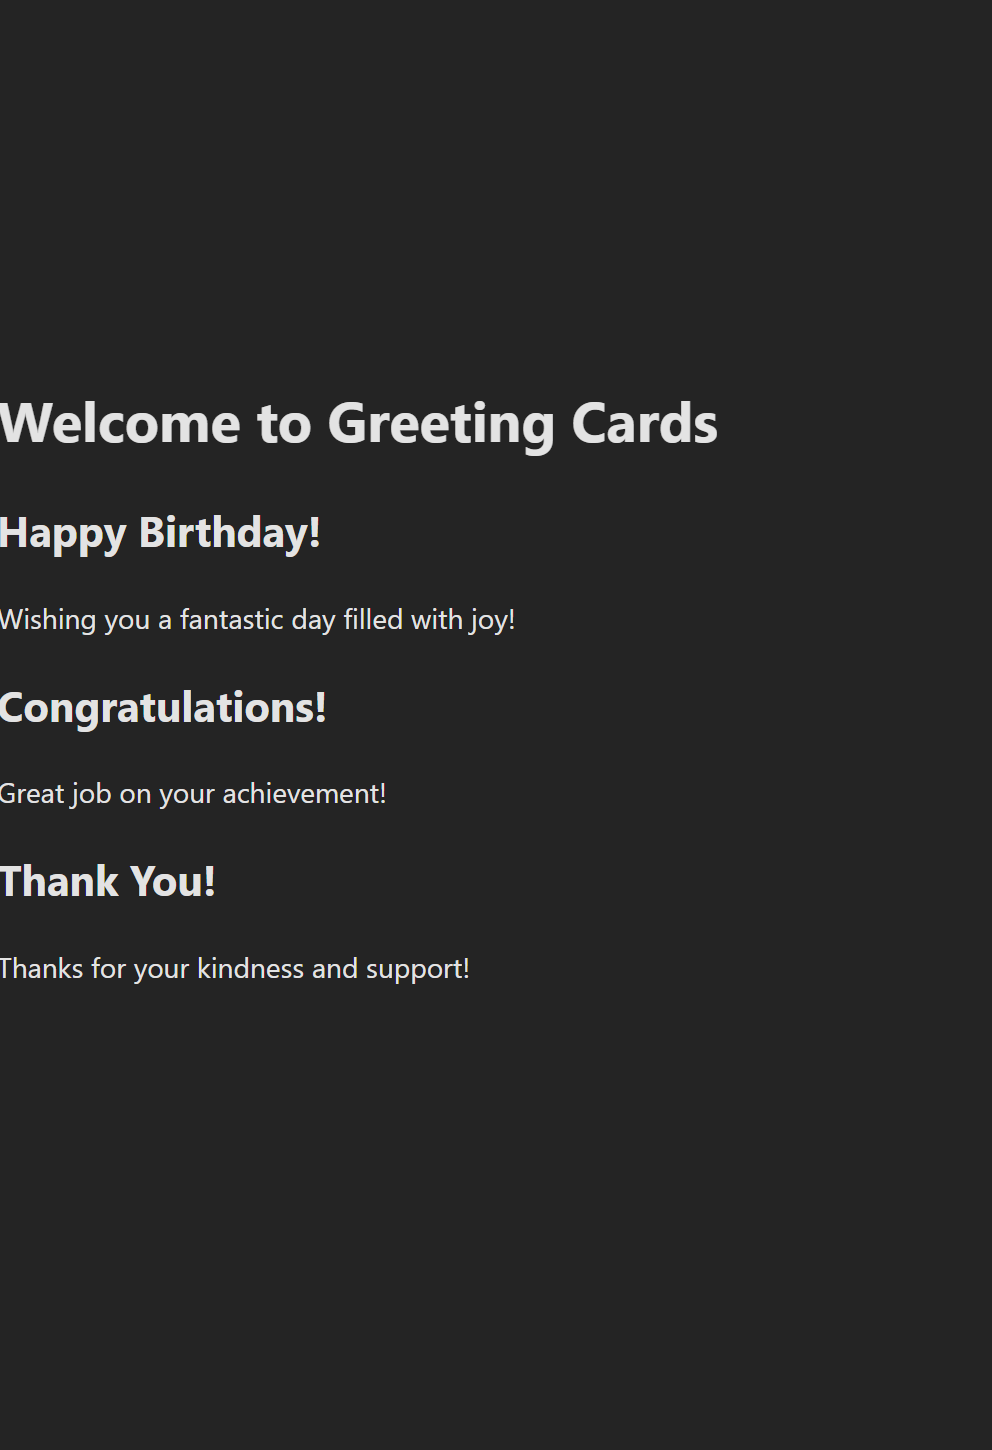 Welcome to Greeting Cards
Happy Birthday!
Wishing you a fantastic day filled with joy!
Congratulations!
Great job on your achievement!
Thank You!
Thanks for your kindness and support!